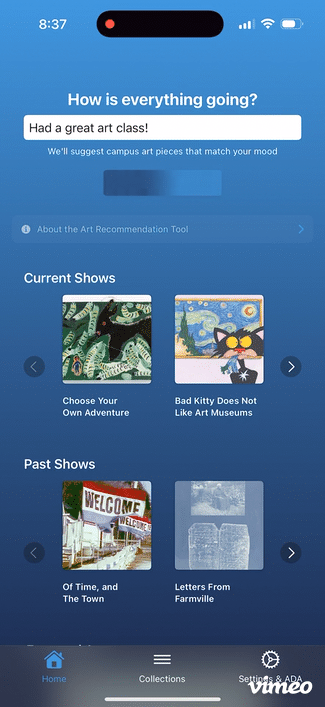 8:37
How is everything going?
Had a great art class!
We'll suggest campus art pieces that match your mood
About the Art Recommendation Tool
Current Shows
Choose Your
Own Adventure
Bad Kitty Does Not
Like Art Museums
Past Shows
WELCOME
WELCOME
Of Time, and
The Town
Letters From
Farmville
Home
Collections
Settings & ADA
vimeo